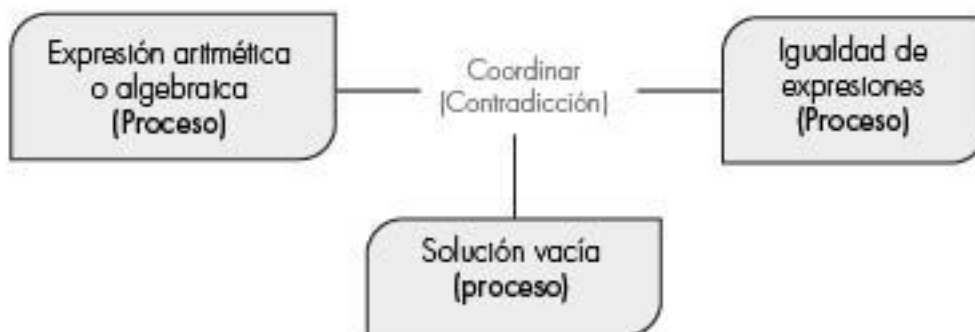 Expresión aritmética
o algebraica
(Proceso)
Coordinar
(Contradicción)
Igualdad de
expresiones
(Proceso)
Solución vacía
(proceso)